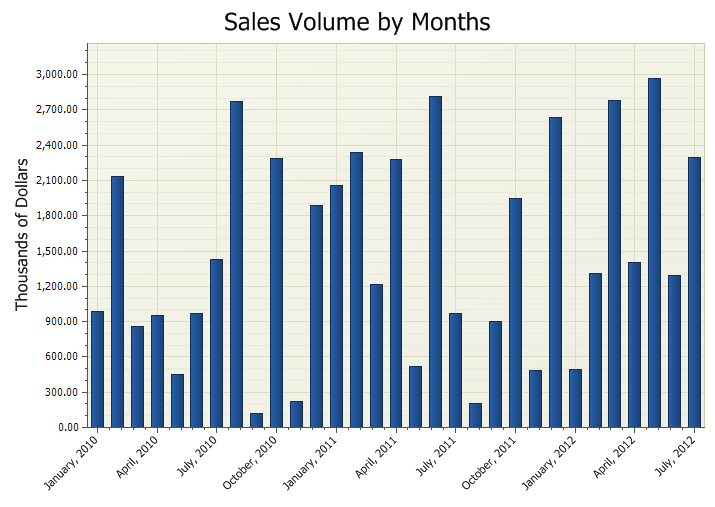 Sales Volume by Months
Thousands of Dollars
3,000.00
2,700.00
2,400.00
2,100.00
1,800.00
1,500.00
1,200.00
900.00
600.00
300.00
0.00
January, 2010
April, 2010
July, 2010
October, 2010
January, 2011
April, 2011
July, 2011
October, 2011
January, 2012
April, 2012
July, 2012